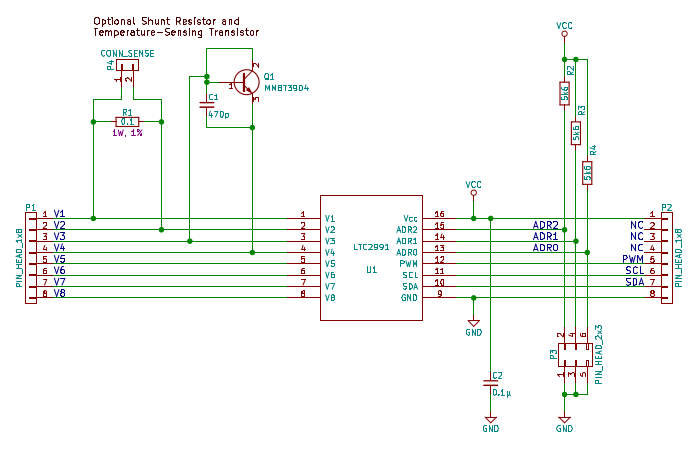 Optional Shunt Resistor and
Temperature-Sensing Transistor
VCC
CONN_SENSE
P4
1 2
2
Q1
MNBT3904
3
1
C1
470p
R1
0.1
1W, 1%
R2
5k6
R3
5k6
R4
5k6
VCC
P1
PIN_HEAD_1x8
1 V1
2 V2
3 V3
4 V4
5 V5
6 V6
7 V7
8 V8
1 V1
2 V2
3 V3
4 V4
5 V5
6 V6
7 V7
8 V8
LTC2991
U1
Vcc 16
ADR2 15
ADR1 14
ADR0 13
PWM 12
SCL 11
SDA 10
GND 9
ADR2
ADR1
ADR0
P2
PIN_HEAD_1x8
1
NC 2
NC 3
NC 4
PWM 5
SCL 6
SDA 7
8
GND
P3
PIN_HEAD_2x3
2 4 6
1 3 5
C2
0.1µ
GND
GND